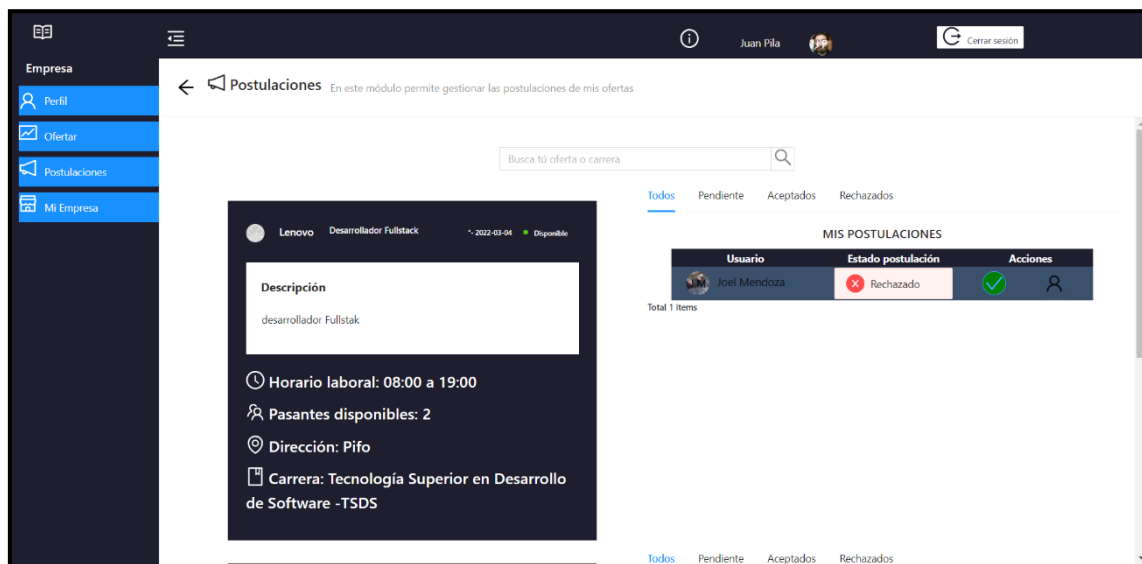 Juan Pila
Cerrar sesión
Empresa
Perfil
Ofertar
Postulaciones
Mi Empresa
Postulaciones En este módulo permite gestionar las postulaciones de mis ofertas
Busca tú oferta o carrera
Lenovo Desarrollador Fullstack - 2022-03-04 Disponible
Descripción
desarrollador Fullstak
Horario laboral: 08:00 a 19:00
Pasantes disponibles: 2
Dirección: Pifo
Carrera: Tecnología Superior en Desarrollo
de Software -TSDS
Todos Pendiente Aceptados Rechazados
MIS POSTULACIONES
Usuario Estado postulación Acciones
Joel Mendoza Rechazado
Total 1 items
Todos Pendiente Aceptados Rechazados